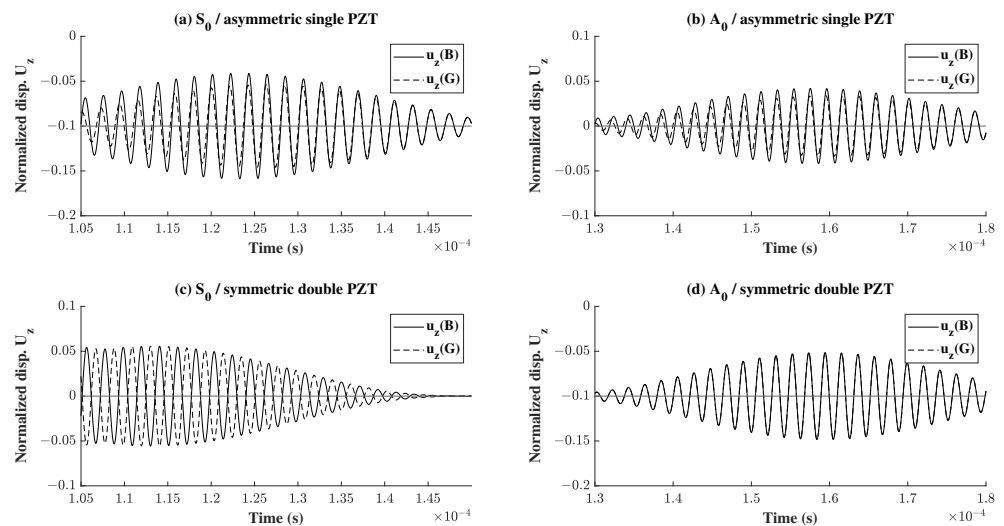 (a) S0 / asymmetric single PZT
Normalized disp. Uz
0
−0.05
−0.1
−0.15
−0.2
uz(B)
uz(G)
1.05 1.1 1.15 1.2 1.25 1.3 1.35 1.4 1.45
×10−4
Time (s)
(b) A0 / asymmetric single PZT
Normalized disp. Uz
0.1
0.05
0
−0.05
−0.1
uz(B)
uz(G)
1.3 1.4 1.5 1.6 1.7 1.8
×10−4
Time (s)
(c) S0 / symmetric double PZT
Normalized disp. Uz
0.1
0.05
0
−0.05
−0.1
uz(B)
uz(G)
1.05 1.1 1.15 1.2 1.25 1.3 1.35 1.4 1.45
×10−4
Time (s)
(d) A0 / symmetric double PZT
Normalized disp. Uz
0
−0.05
−0.1
−0.15
−0.2
uz(B)
uz(G)
1.3 1.4 1.5 1.6 1.7 1.8
×10−4
Time (s)